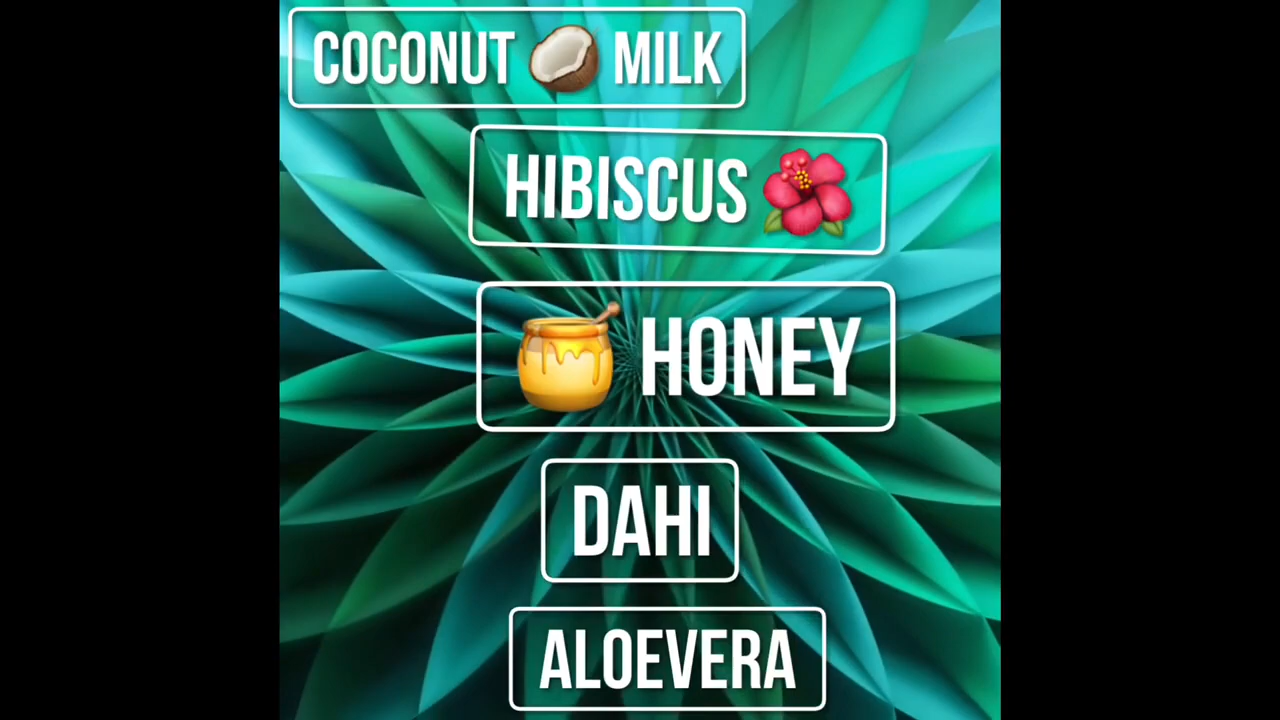 COCONUT 🥥 MILK
HIBISCUS 🌺
🍯 HONEY
DAHI
ALOEVERA